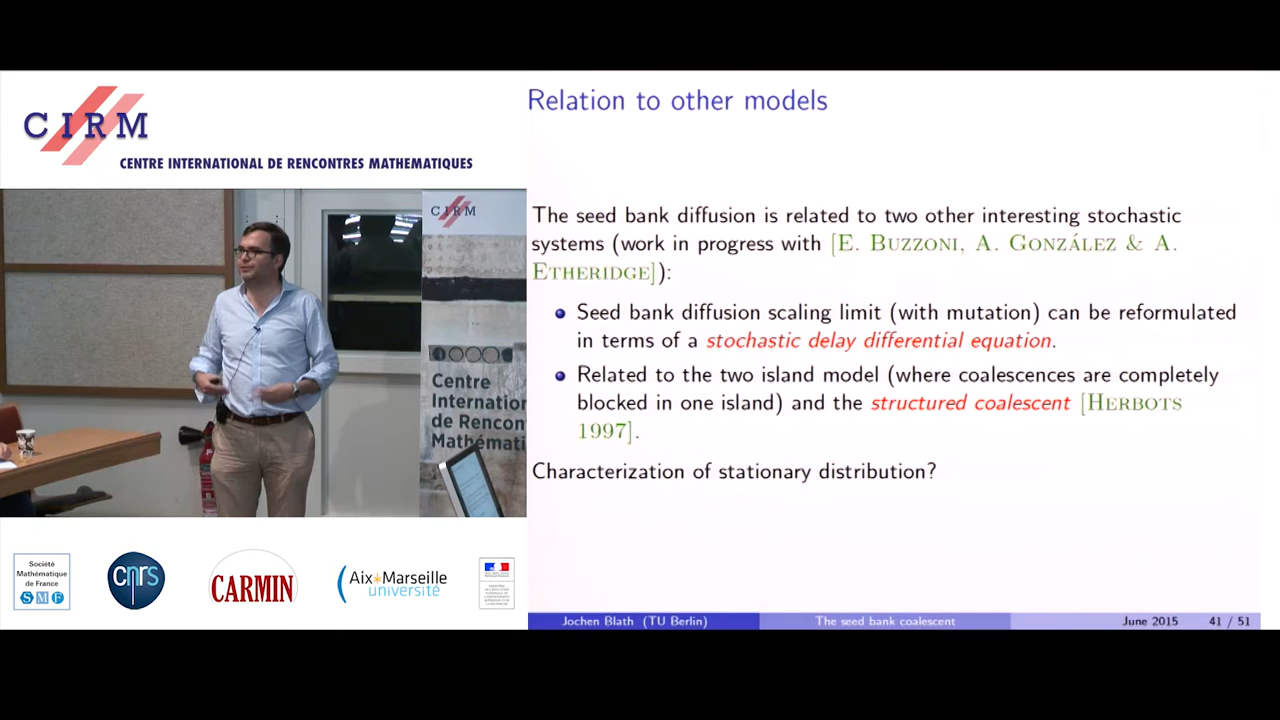 CIRM
CENTRE INTERNATIONAL DE RENCONTRES MATHEMATIQUES
CIRM
Centre
Internation
de Rencon
Mathéma
Société
Mathématique
de France
SMF
cnrs
CARMIN
Aix*Marseille
université
Relation to other models
The seed bank diffusion is related to two other interesting stochastic
systems (work in progress with [E. BUZZONI, A. GONZÁLEZ & A.
ETHERIDGE]):
Seed bank diffusion scaling limit (with mutation) can be reformulated
in terms of a stochastic delay differential equation.
Related to the two island model (where coalescences are completely
blocked in one island) and the structured coalescent [HERBOTS
1997].
Characterization of stationary distribution?
Jochen Blath (TU Berlin) The seed bank coalescent June 2015 41 / 51